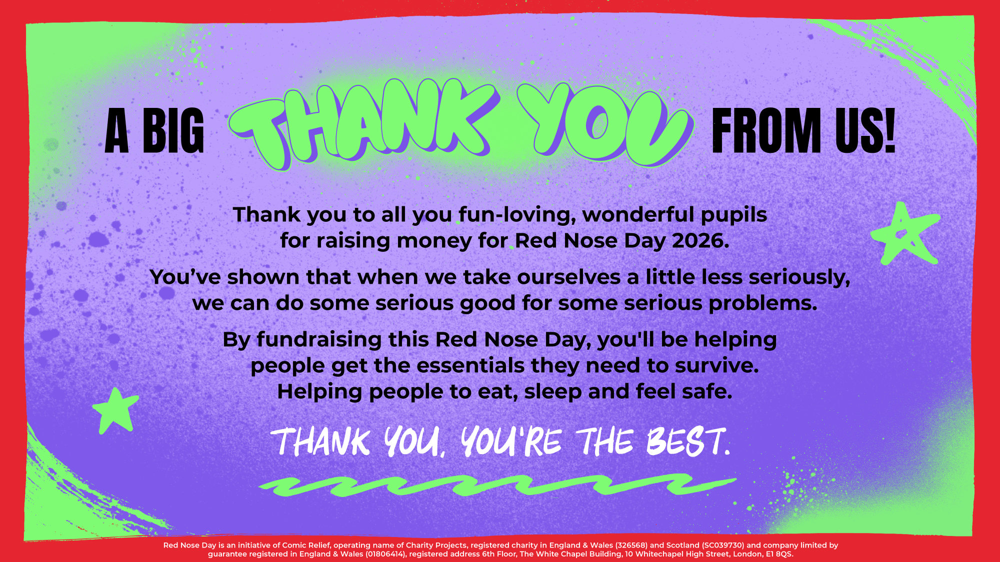 A BIG THANK YOU FROM US!
Thank you to all you fun-loving, wonderful pupils
for raising money for Red Nose Day 2026.
You’ve shown that when we take ourselves a little less seriously,
we can do some serious good for some serious problems.
By fundraising this Red Nose Day, you'll be helping
people get the essentials they need to survive.
Helping people to eat, sleep and feel safe.
THANK YOU, YOU'RE THE BEST.
Red Nose Day is an initiative of Comic Relief, operating name of Charity Projects, registered charity in England & Wales (326568) and Scotland (SC039730) and company limited by
guarantee registered in England & Wales (01806414), registered address 6th Floor, The White Chapel Building, 10 Whitechapel High Street, London, E1 8QS.